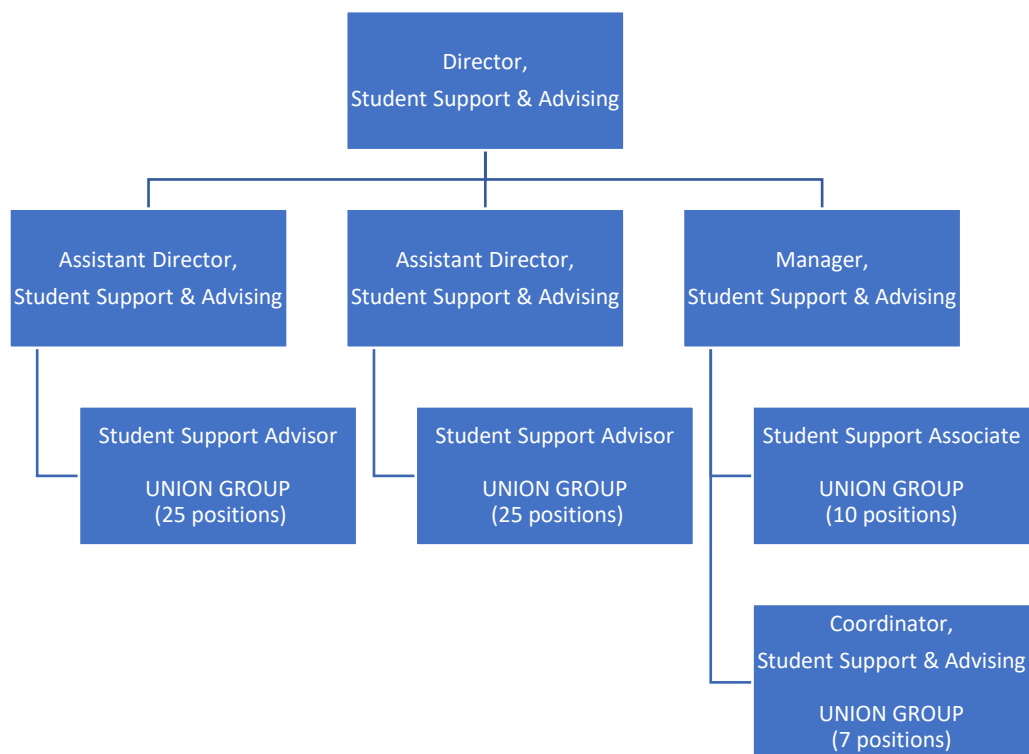 Director,
Student Support & Advising
Assistant Director,
Student Support & Advising
Assistant Director,
Student Support & Advising
Manager,
Student Support & Advising
Student Support Advisor
UNION GROUP
(25 positions)
Student Support Advisor
UNION GROUP
(25 positions)
Student Support Associate
UNION GROUP
(10 positions)
Coordinator,
Student Support & Advising
UNION GROUP
(7 positions)